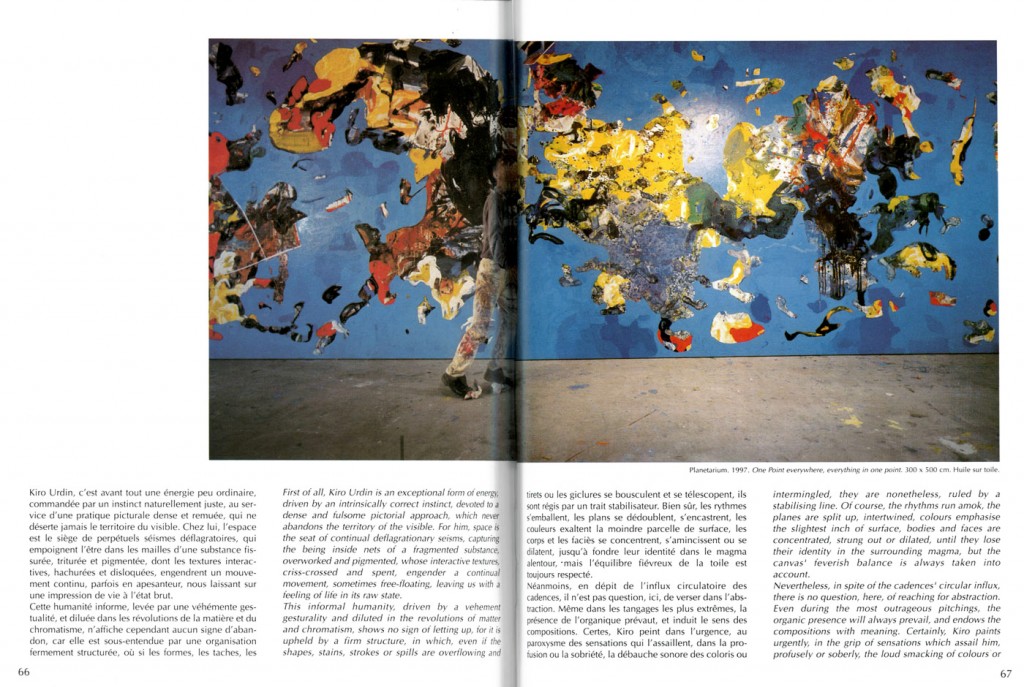 Planetarium. 1997. One Point everywhere, everything in one point. 300 x 500 cm. Huile sur toile.
Kiro Urdin, c'est avant tout une énergie peu ordinaire,
commandée par un instinct naturellement juste, au ser-
vice d'une pratique picturale dense et remuée, qui ne
déserte jamais le territoire du visible. Chez lui, l'espace
est le siège de perpétuels séismes déflagratoires, qui
empoignent l'être dans les mailles d'une substance fis-
surée, triturée et pigmentée, dont les textures interac-
tives, hachurées et disloquées, engendrent un mouve-
ment continu, parfois en apesanteur, nous laissant sur
une impression de vie à l'état brut.
Cette humanité informe, levée par une véhémente ges-
tualité, et diluée dans les révolutions de la matière et du
chromatisme, n'affiche cependant aucun signe d'aban-
don, car elle est sous-entendue par une organisation
fermement structurée, où si les formes, les taches, les
First of all, Kiro Urdin is an exceptional form of energy,
driven by an intrinsically correct instinct, devoted to a
dense and fulsome pictorial approach, which never
abandons the territory of the visible. For him, space is
the seat of continual deflagrationary seisms, capturing
the being inside nets of a fragmented substance,
overworked and pigmented, whose interactive textures,
criss-crossed and spent, engender a continual
movement, sometimes free-floating, leaving us with a
feeling of life in its raw state.
This informal humanity, driven by a vehement
gesturality and diluted in the revolutions of matter
and chromatism, shows no sign of letting up, for it is
upheld by a firm structure, in which, even if the
shapes, stains, strokes or spills are overflowing and
66
tirets ou les giclures se bousculent et se télescopent, ils
sont régis par un trait stabilisateur. Bien sûr, les rythmes
s'emballent, les plans se dédoublent, s'encastrent, les
couleurs exaltent la moindre parcelle de surface, les
corps et les faciès se concentrent, s'amincissent ou se
dilatent, jusqu'à fondre leur identité dans le magma
alentour, mais l'équilibre fiévreux de la toile est
toujours respecté.
Néanmoins, en dépit de l'influx circulatoire des
cadences, il n'est pas question, ici, de verser dans l'abs-
traction. Même dans les tangages les plus extrêmes, la
présence de l'organique prévaut, et induit le sens des
compositions. Certes, Kiro peint dans l'urgence, au
paroxysme des sensations qui l'assaillent, dans la pro-
fusion ou la sobriété, la débauche sonore des coloris ou
intermingled, they are nonetheless, ruled by a
stabilising line. Of course, the rhythms run amok, the
planes are split up, intertwined, colours emphasise
the slightest inch of surface, bodies and faces are
concentrated, strung out or dilated, until they lose
their identity in the surrounding magma, but the
canvas' feverish balance is always taken into
account.
Nevertheless, in spite of the cadences' circular influx,
there is no question, here, of reaching for abstraction.
Even during the most outrageous pitchings, the
organic presence will always prevail, and endows the
compositions with meaning. Certainly, Kiro paints
urgently, in the grip of sensations which assail him,
profusely or soberly, the loud smacking of colours or
67